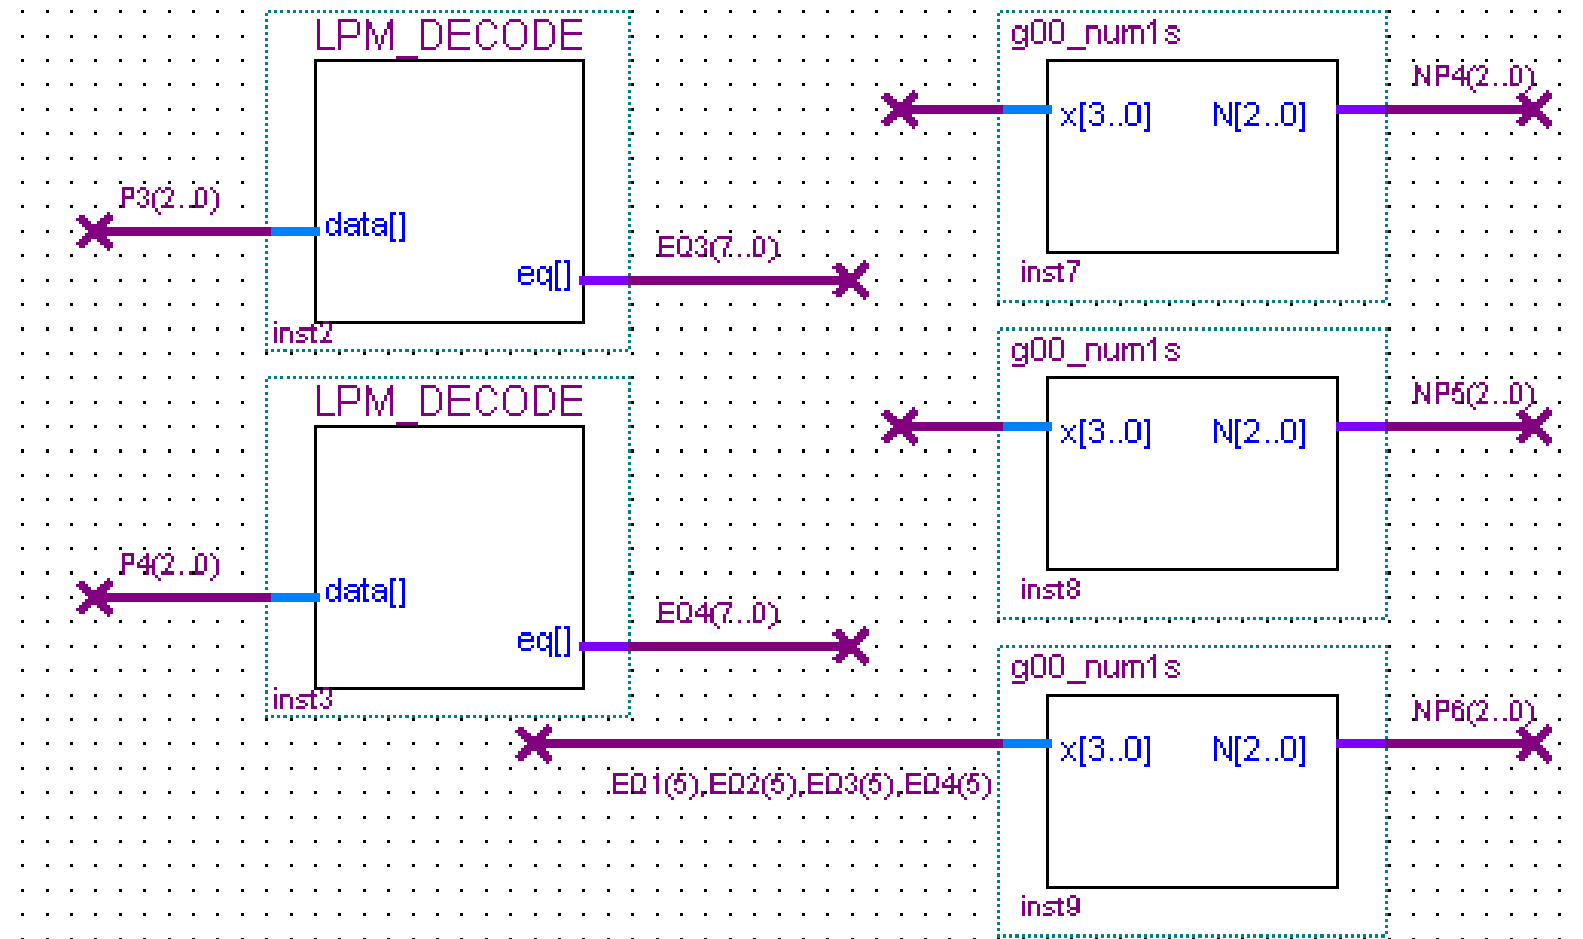 LPM_DECODE
P3(2..0)
data[]
eq[]
EQ3(7..0)
inst2
LPM_DECODE
P4(2..0)
data[]
eq[]
EQ4(7..0)
inst3
g00_num1s
x[3..0]
N[2..0]
NP4(2..0)
inst7
g00_num1s
x[3..0]
N[2..0]
NP5(2..0)
inst8
g00_num1s
x[3..0]
N[2..0]
NP6(2..0)
EQ1(5),EQ2(5),EQ3(5),EQ4(5)
inst9